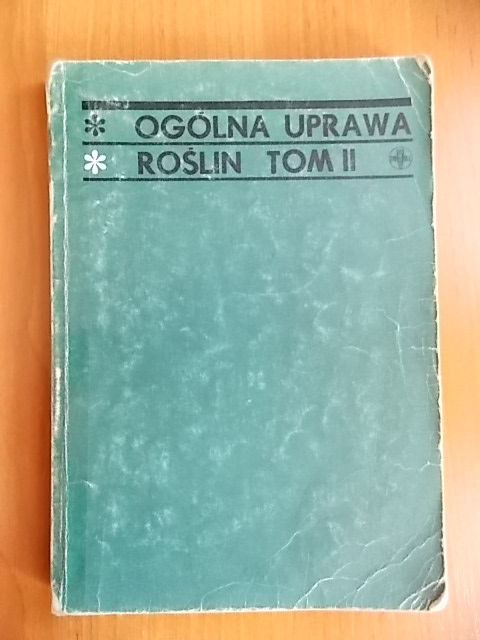 OGÓLNA UPRAWA
ROŚLIN TOM II